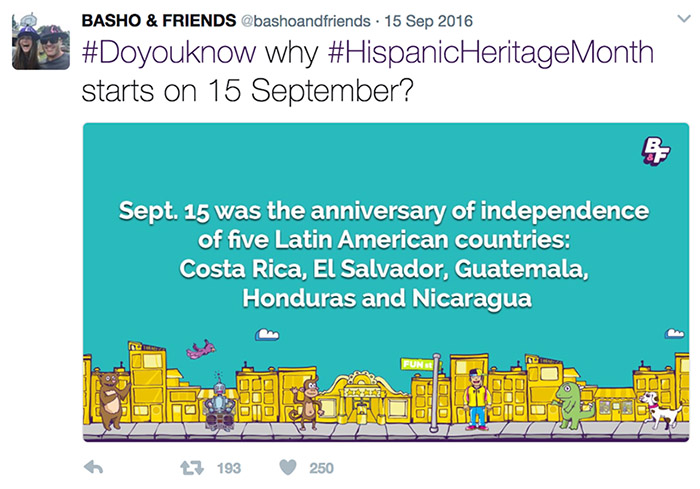 BASHO & FRIENDS @bashoandfriends · 15 Sep 2016
#Doyouknow why #HispanicHeritageMonth
starts on 15 September?
B&F
Sept. 15 was the anniversary of independence
of five Latin American countries:
Costa Rica, El Salvador, Guatemala,
Honduras and Nicaragua
FUN st
193 250